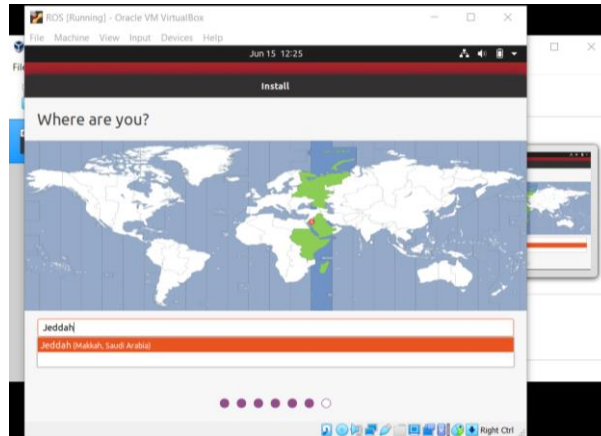 ROS [Running] - Oracle VM VirtualBox
File Machine View Input Devices Help
Jun 15 12:25
Install
Where are you?
Jeddah
Jeddah (Makkah, Saudi Arabia)
Right Ctrl